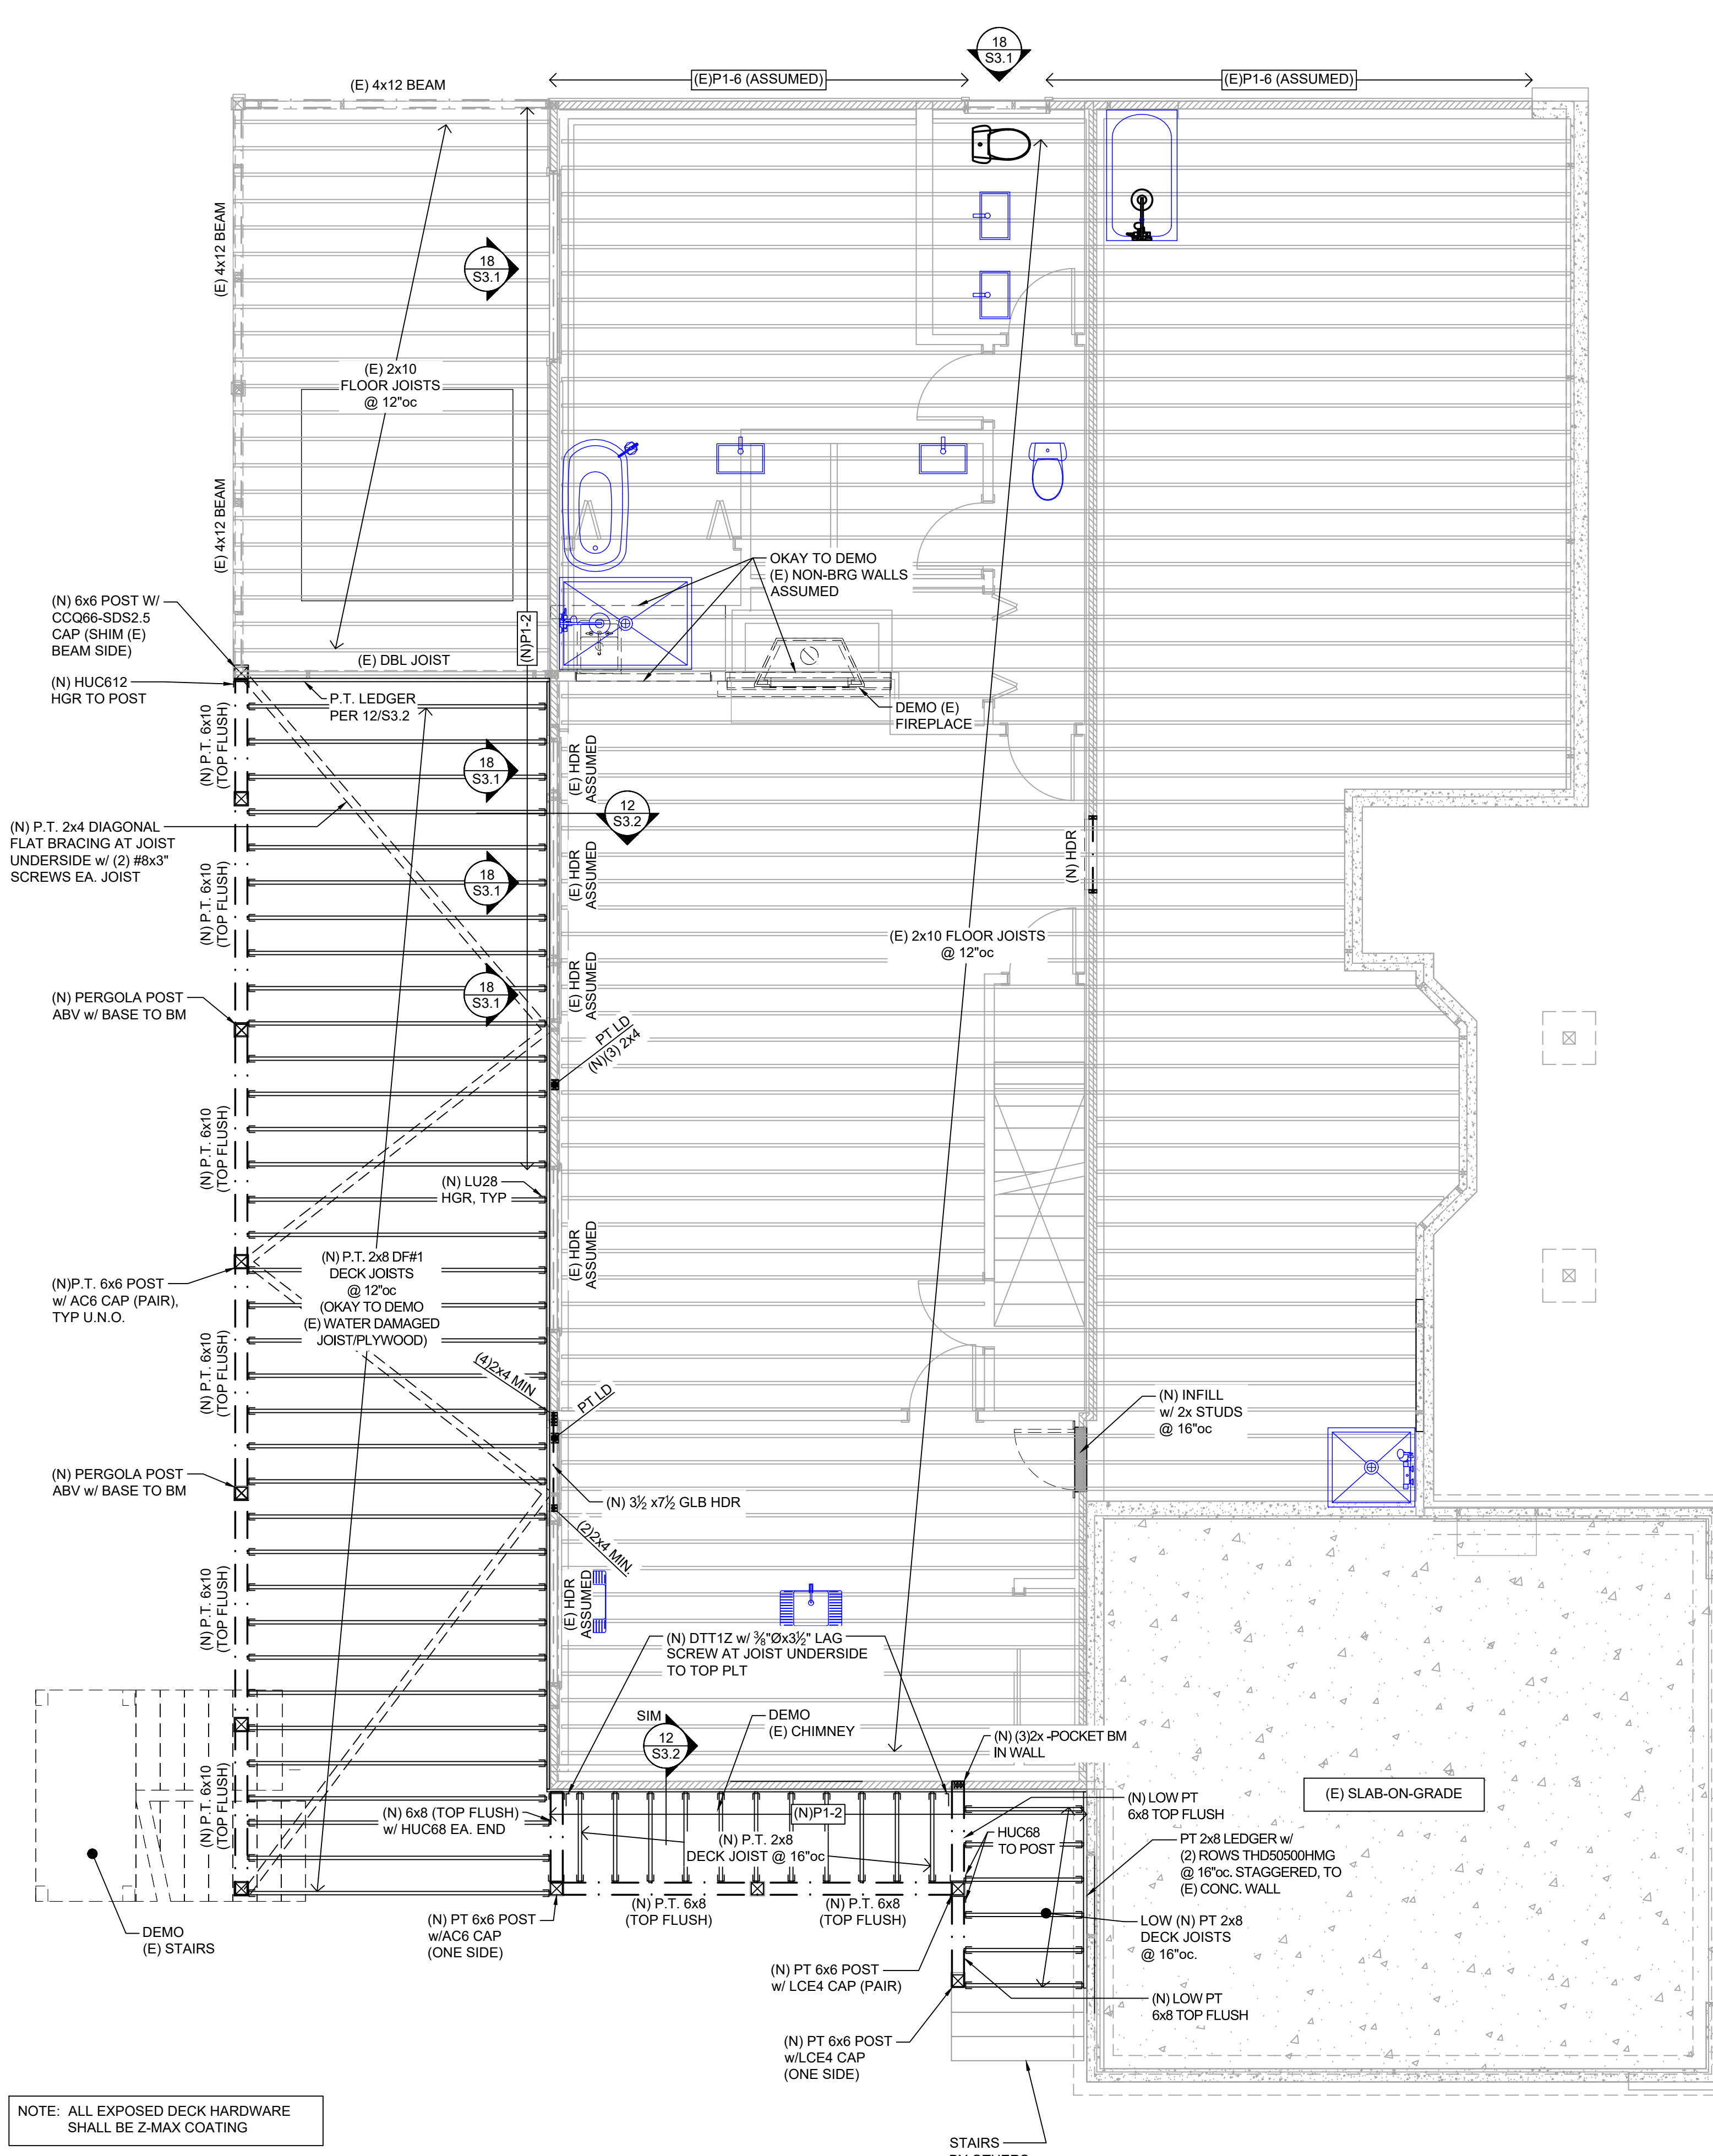 18
S3.1
(E) 4x12 BEAM
(E)P1-6 (ASSUMED)
(E)P1-6 (ASSUMED)
(E) 4x12 BEAM
18
S3.1
(E) 2x10
FLOOR JOISTS
@ 12"oc
(E) 4x12 BEAM
OKAY TO DEMO
(E) NON-BRG WALLS
ASSUMED
(N) 6x6 POST W/
CCQ66-SDS2.5
CAP (SHIM (E)
BEAM SIDE)
(N)P1-2
(E) DBL JOIST
(N) HUC612
HGR TO POST
P.T. LEDGER
PER 12/S3.2
DEMO (E)
FIREPLACE
(N) P.T. 6x10
(TOP FLUSH)
18
S3.1
(E) HDR
ASSUMED
12
S3.2
(N) P.T. 2x4 DIAGONAL
FLAT BRACING AT JOIST
UNDERSIDE w/ (2) #8x3"
SCREWS EA. JOIST
(N) HDR
18
S3.1
(E) HDR
ASSUMED
(N) P.T. 6x10
(TOP FLUSH)
(E) 2x10 FLOOR JOISTS
@ 12"oc
(E) HDR
ASSUMED
18
S3.1
(N) PERGOLA POST
ABV w/ BASE TO BM
PT LD
(N)(3) 2x4
(N) P.T. 6x10
(TOP FLUSH)
(N) LU28
HGR, TYP
(E) HDR
ASSUMED
(N)P.T. 6x6 POST
w/ AC6 CAP (PAIR),
TYP U.N.O.
(N) P.T. 2x8 DF#1
DECK JOISTS
@ 12"oc
(OKAY TO DEMO
(E) WATER DAMAGED
JOIST/PLYWOOD)
(N) P.T. 6x10
(TOP FLUSH)
(4)2x4 MIN
PT LD
(N) INFILL
w/ 2x STUDS
@ 16"oc
(N) PERGOLA POST
ABV w/ BASE TO BM
(N) 3½ x7½ GLB HDR
(2)2x4 MIN.
(N) P.T. 6x10
(TOP FLUSH)
(E) HDR
ASSUMED
(N) DTT1Z w/ ⅜"Øx3½" LAG
SCREW AT JOIST UNDERSIDE
TO TOP PLT
SIM
12
S3.2
DEMO
(E) CHIMNEY
(N) (3)2x -POCKET BM
IN WALL
(E) SLAB-ON-GRADE
(N) P.T. 6x10
(TOP FLUSH)
(N) 6x8 (TOP FLUSH)
w/ HUC68 EA. END
(N)P1-2
(N) P.T. 2x8
DECK JOIST @ 16"oc
(N) LOW PT
6x8 TOP FLUSH
HUC68
TO POST
PT 2x8 LEDGER w/
(2) ROWS THD50500HMG
@ 16"oc. STAGGERED, TO
(E) CONC. WALL
(N) P.T. 6x8
(TOP FLUSH)
(N) P.T. 6x8
(TOP FLUSH)
DEMO
(E) STAIRS
(N) PT 6x6 POST
w/AC6 CAP
(ONE SIDE)
LOW (N) PT 2x8
DECK JOISTS
@ 16"oc.
(N) PT 6x6 POST
w/ LCE4 CAP (PAIR)
(N) LOW PT
6x8 TOP FLUSH
(N) PT 6x6 POST
w/LCE4 CAP
(ONE SIDE)
NOTE: ALL EXPOSED DECK HARDWARE
SHALL BE Z-MAX COATING
STAIRS